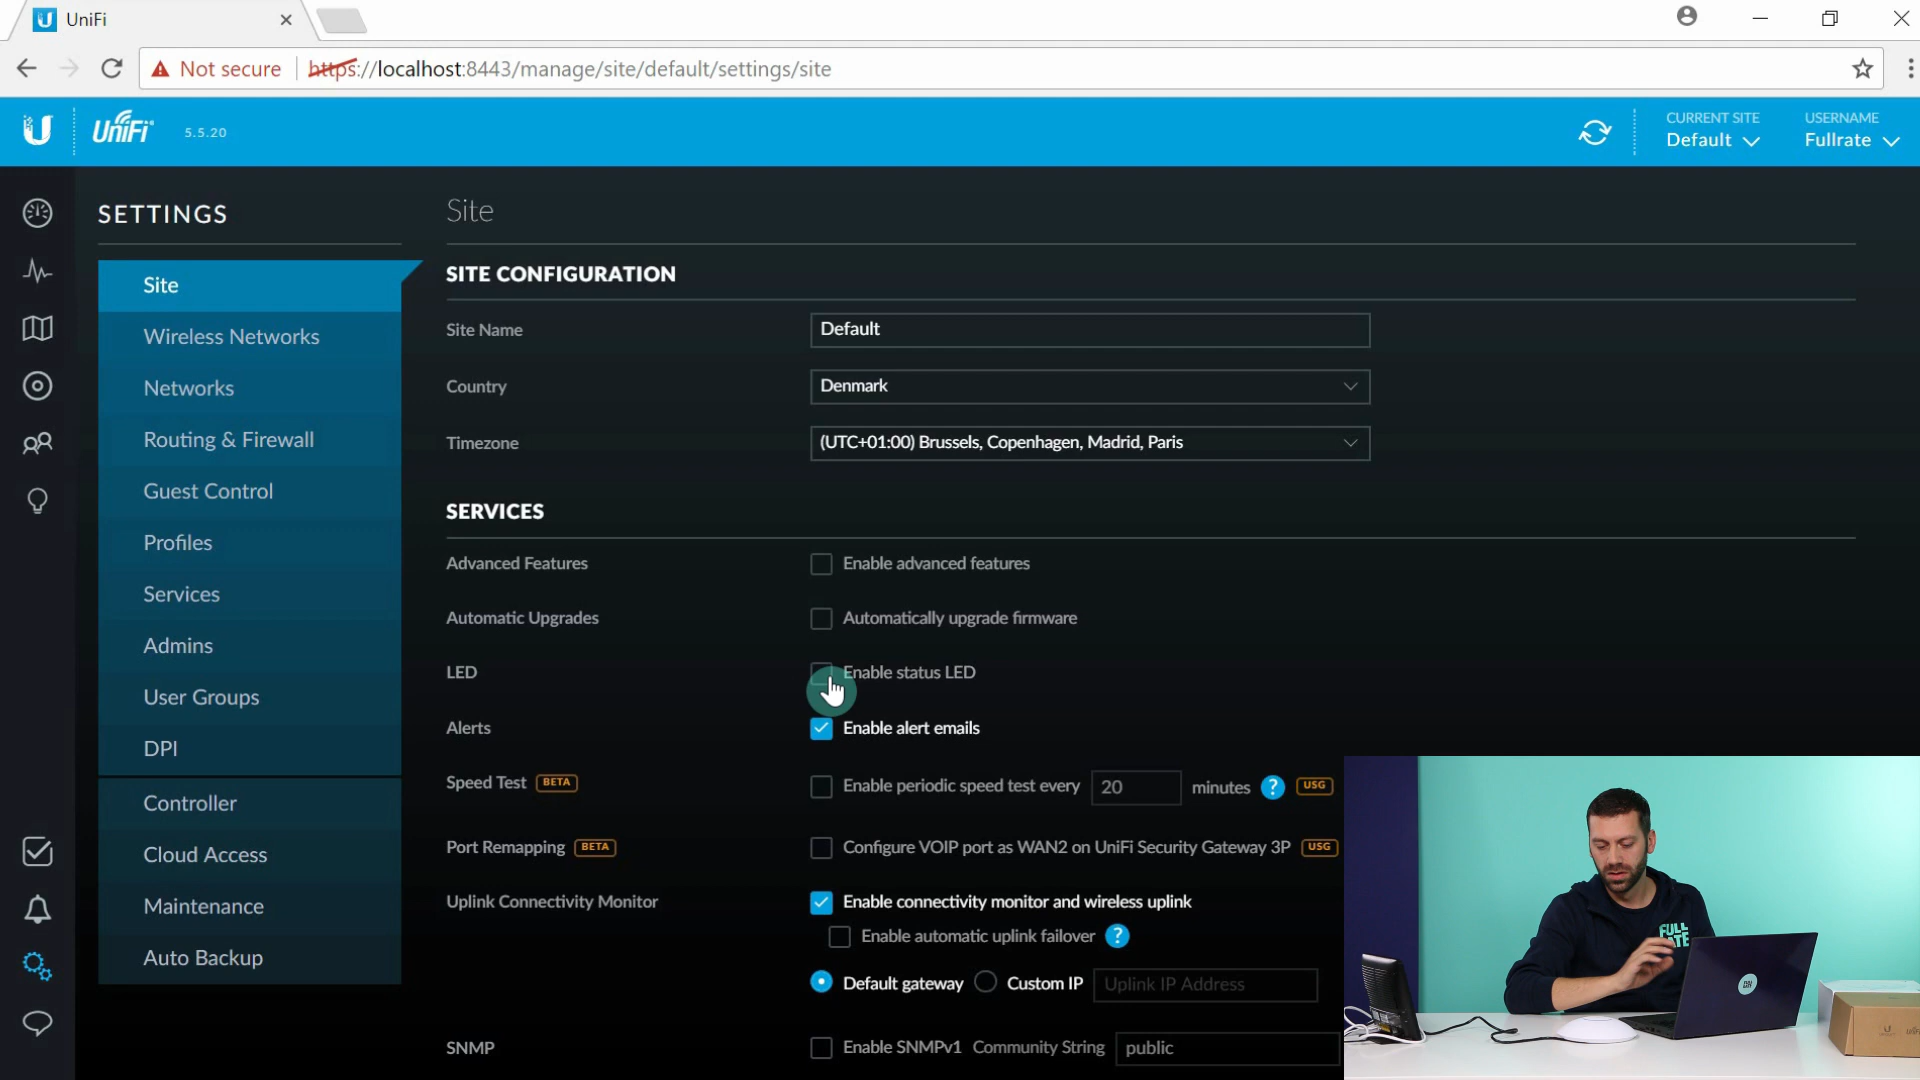 UniFi
Not secure https://localhost:8443/manage/site/default/settings/site
UniFi 5.5.20
CURRENT SITE
Default
USERNAME
Fullrate
SETTINGS
Site
Wireless Networks
Networks
Routing & Firewall
Guest Control
Profiles
Services
Admins
User Groups
DPI
Controller
Cloud Access
Maintenance
Auto Backup
Site
SITE CONFIGURATION
Site Name Default
Country Denmark
Timezone (UTC+01:00) Brussels, Copenhagen, Madrid, Paris
SERVICES
Advanced Features Enable advanced features
Automatic Upgrades Automatically upgrade firmware
LED Enable status LED
Alerts Enable alert emails
Speed Test BETA Enable periodic speed test every 20 minutes ? USG
Port Remapping BETA Configure VOIP port as WAN2 on UniFi Security Gateway 3P USG
Uplink Connectivity Monitor Enable connectivity monitor and wireless uplink
Enable automatic uplink failover ?
Default gateway Custom IP Uplink IP Address
SNMP Enable SNMPv1 Community String public